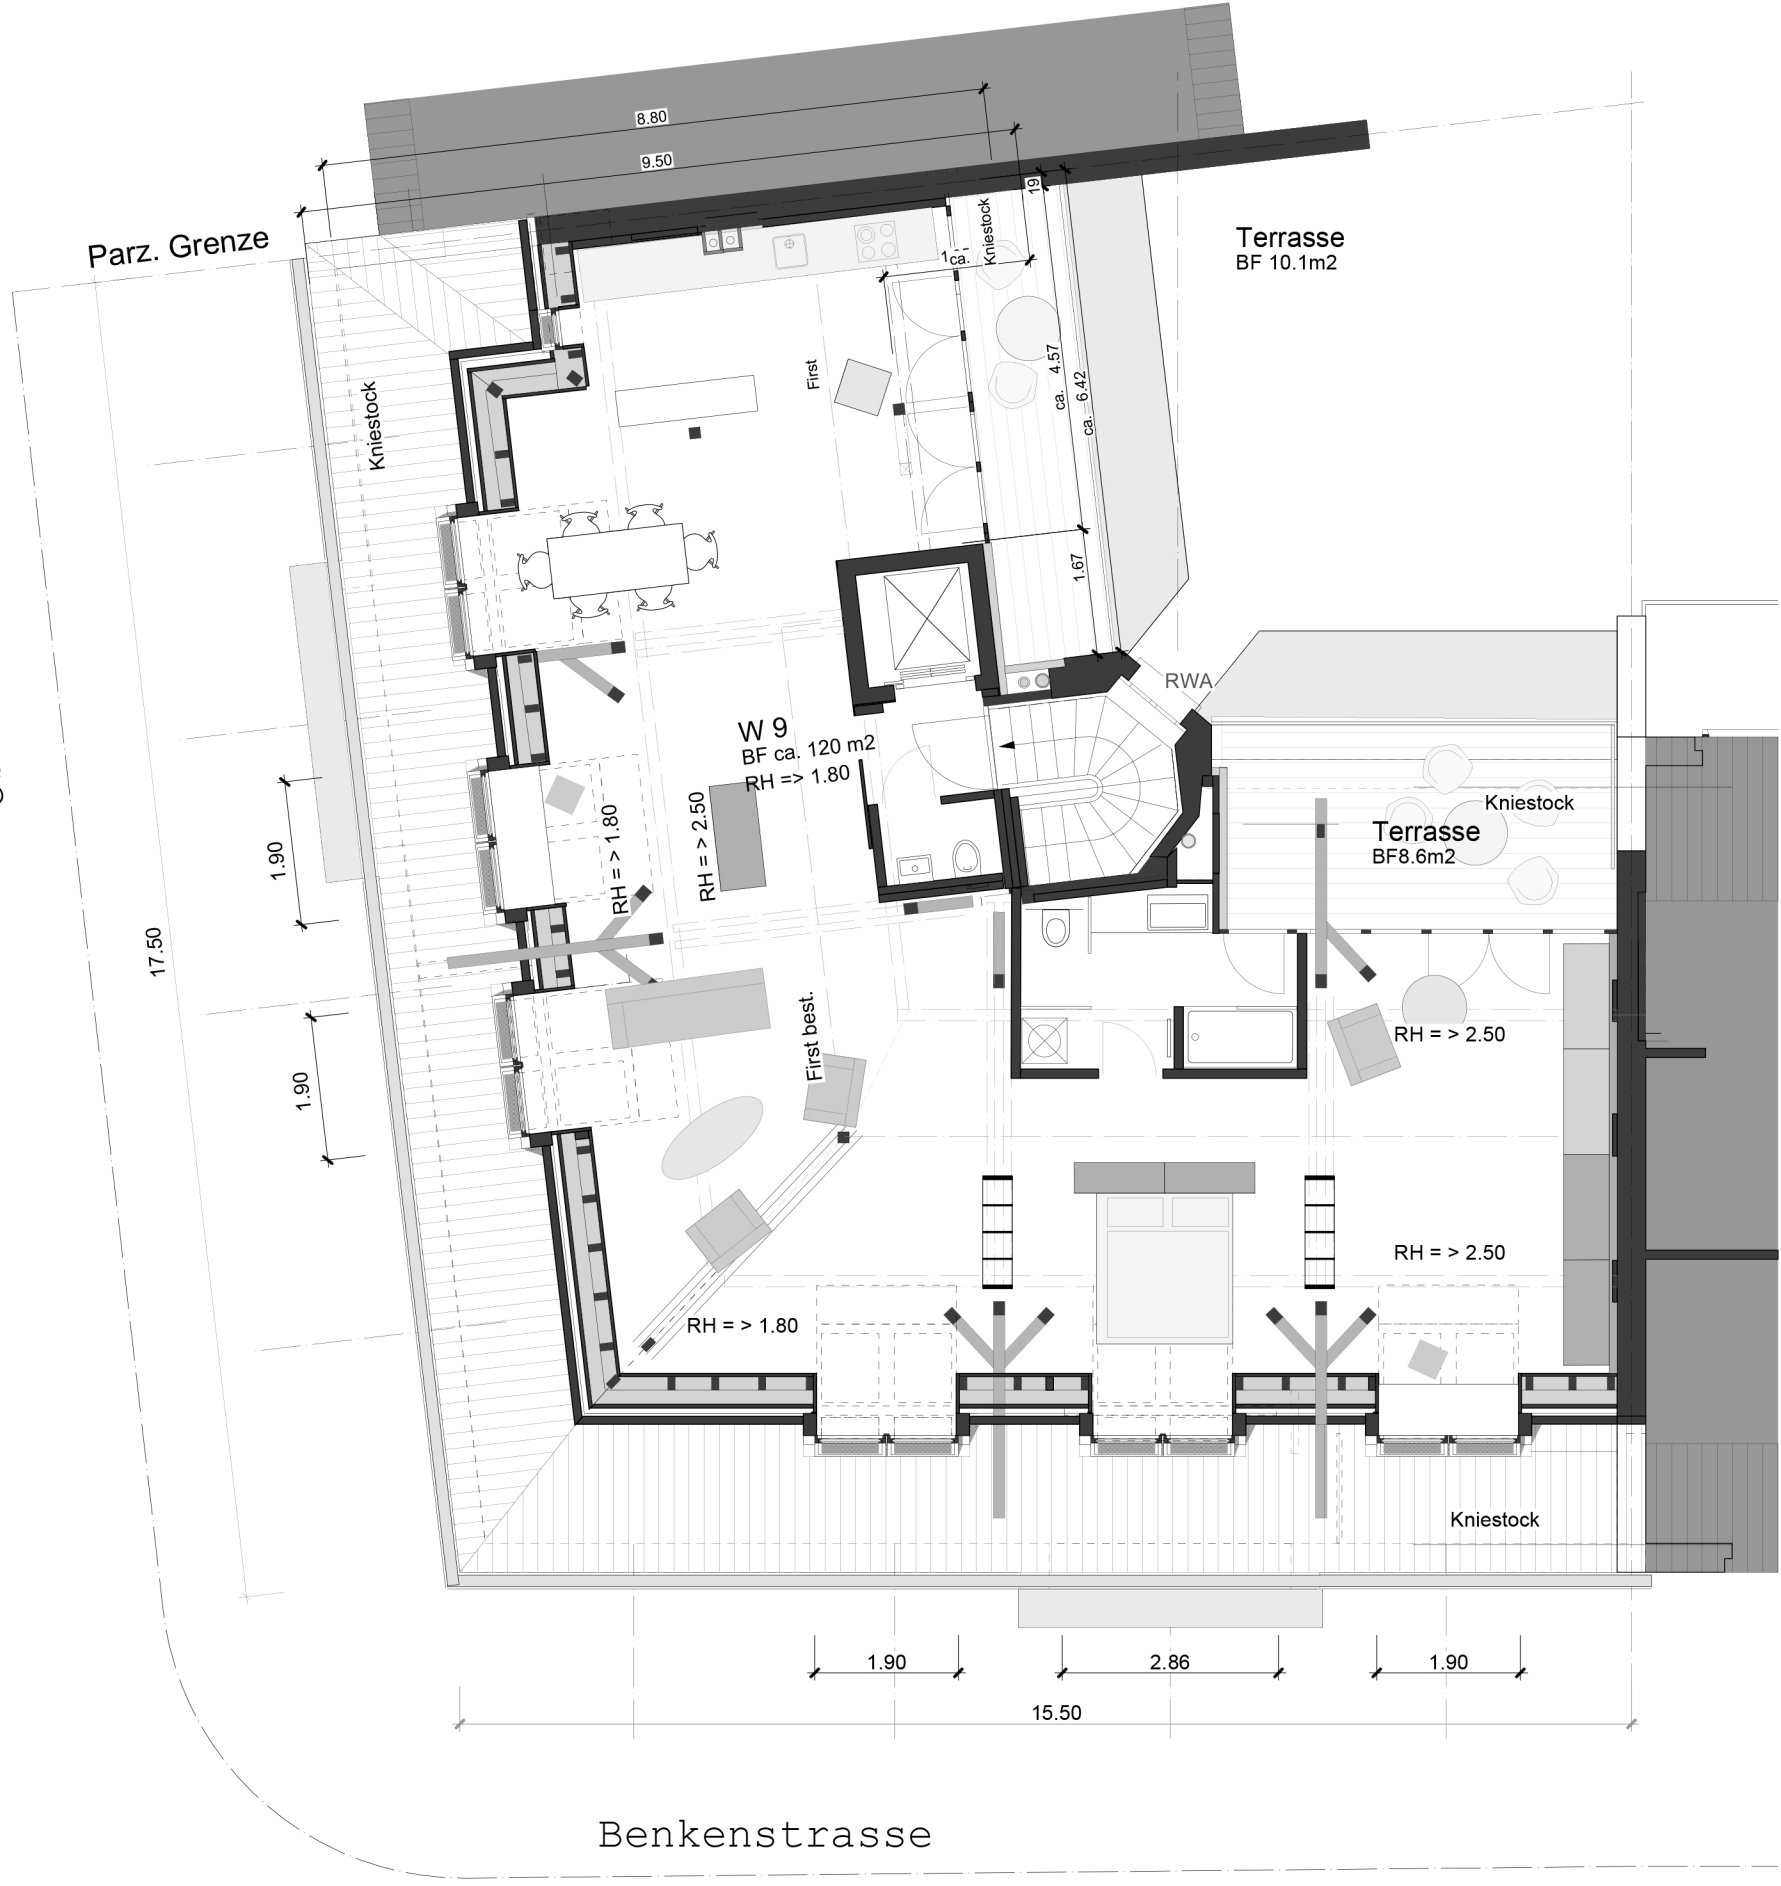 8.80
9.50
19
Kniestock
Parz. Grenze
Terrasse
BF 10.1m2
1ca.
First
Kniestock
ca. 4.57
ca. 6.42
1.67
RWA
W 9
BF ca. 120 m2
RH => 1.80
Kniestock
Terrasse
BF8.6m2
RH = > 1.80
RH = > 2.50
1.90
17.50
First best.
RH = > 2.50
1.90
RH = > 2.50
RH = > 1.80
Kniestock
1.90
2.86
1.90
15.50
Benkenstrasse